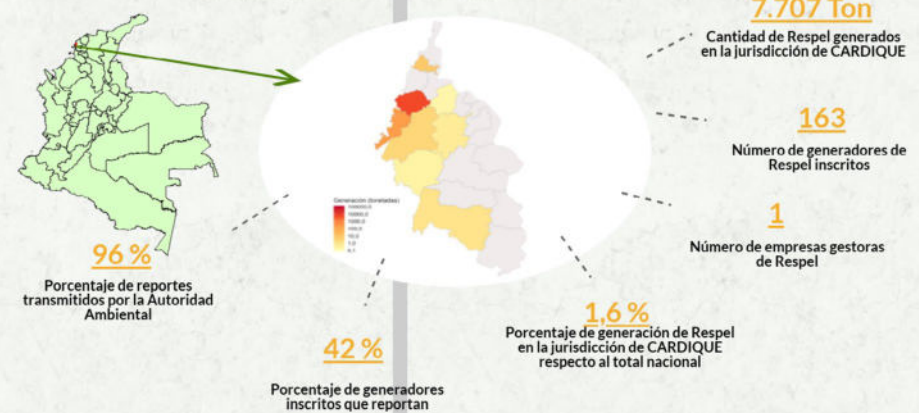 7.707 Ton
Cantidad de Respel generados
en la jurisdicción de CARDIQUE
163
Número de generadores de
Respel inscritos
1
Número de empresas gestoras
de Respel
1,6 %
Porcentaje de generación de Respel
en la jurisdicción de CARDIQUE
respecto al total nacional
42 %
Porcentaje de generadores
inscritos que reportan
96 %
Porcentaje de reportes
transmitidos por la Autoridad
Ambiental
Generación (toneladas)